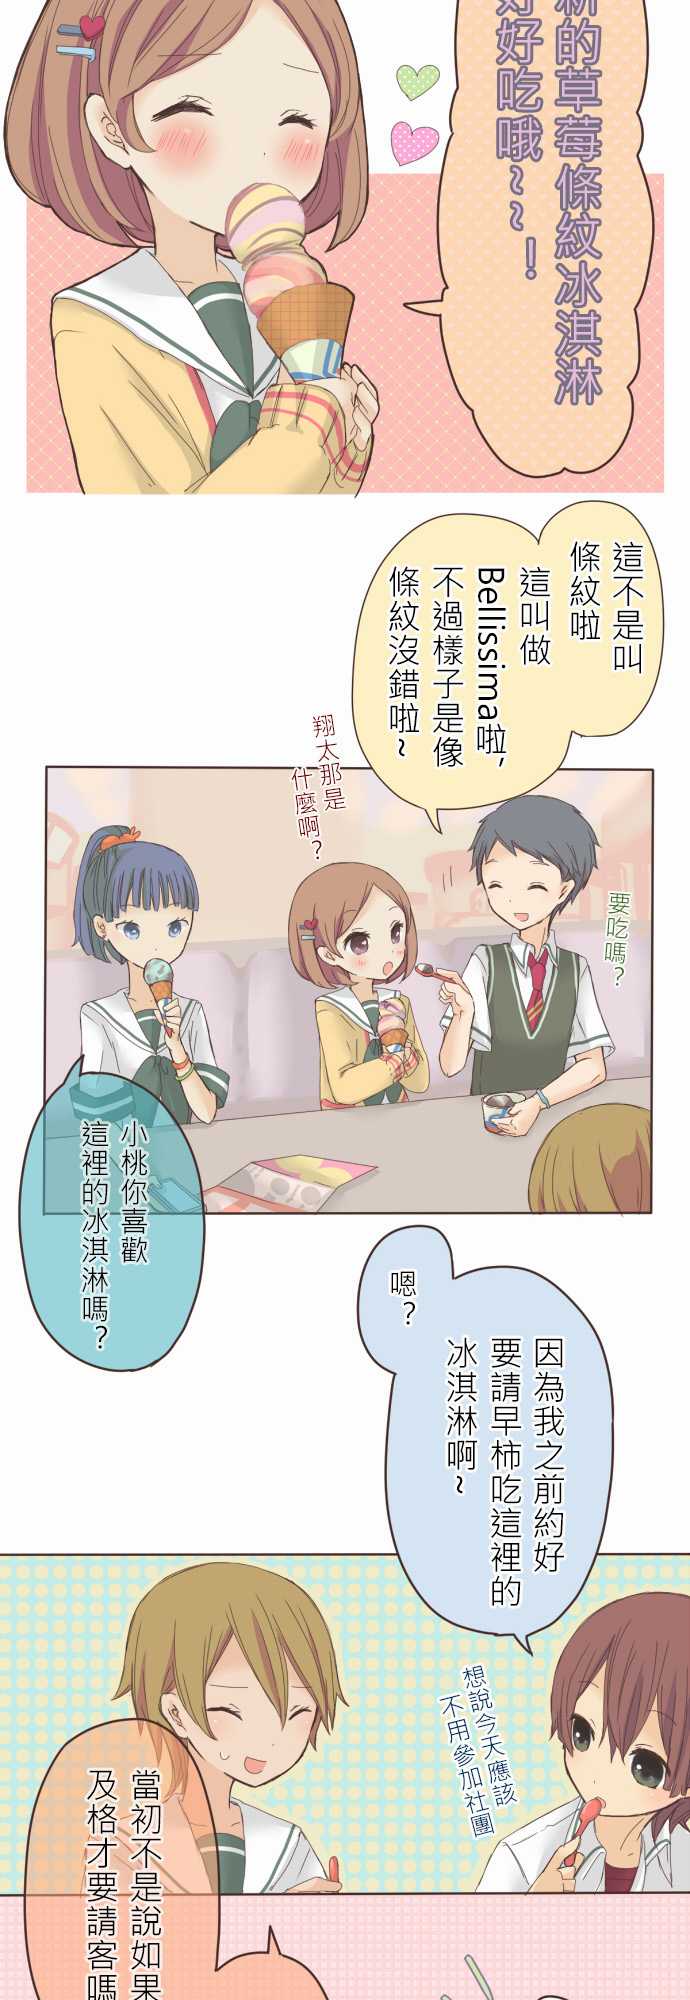 新的草莓條紋冰淇淋
好好吃哦~~！
這不是叫
條紋啦
這叫做
Bellissima啦,
不過樣子是像
條紋沒錯啦~
翔太那是
什麼啊？
要吃嗎？
小桃你喜歡
這裡的冰淇淋嗎？
嗯？
因為我之前約好
要請早柿吃這裡的
冰淇淋啊~
想說今天應該
不用參加社團
當初不是說如果
及格才要請客嗎